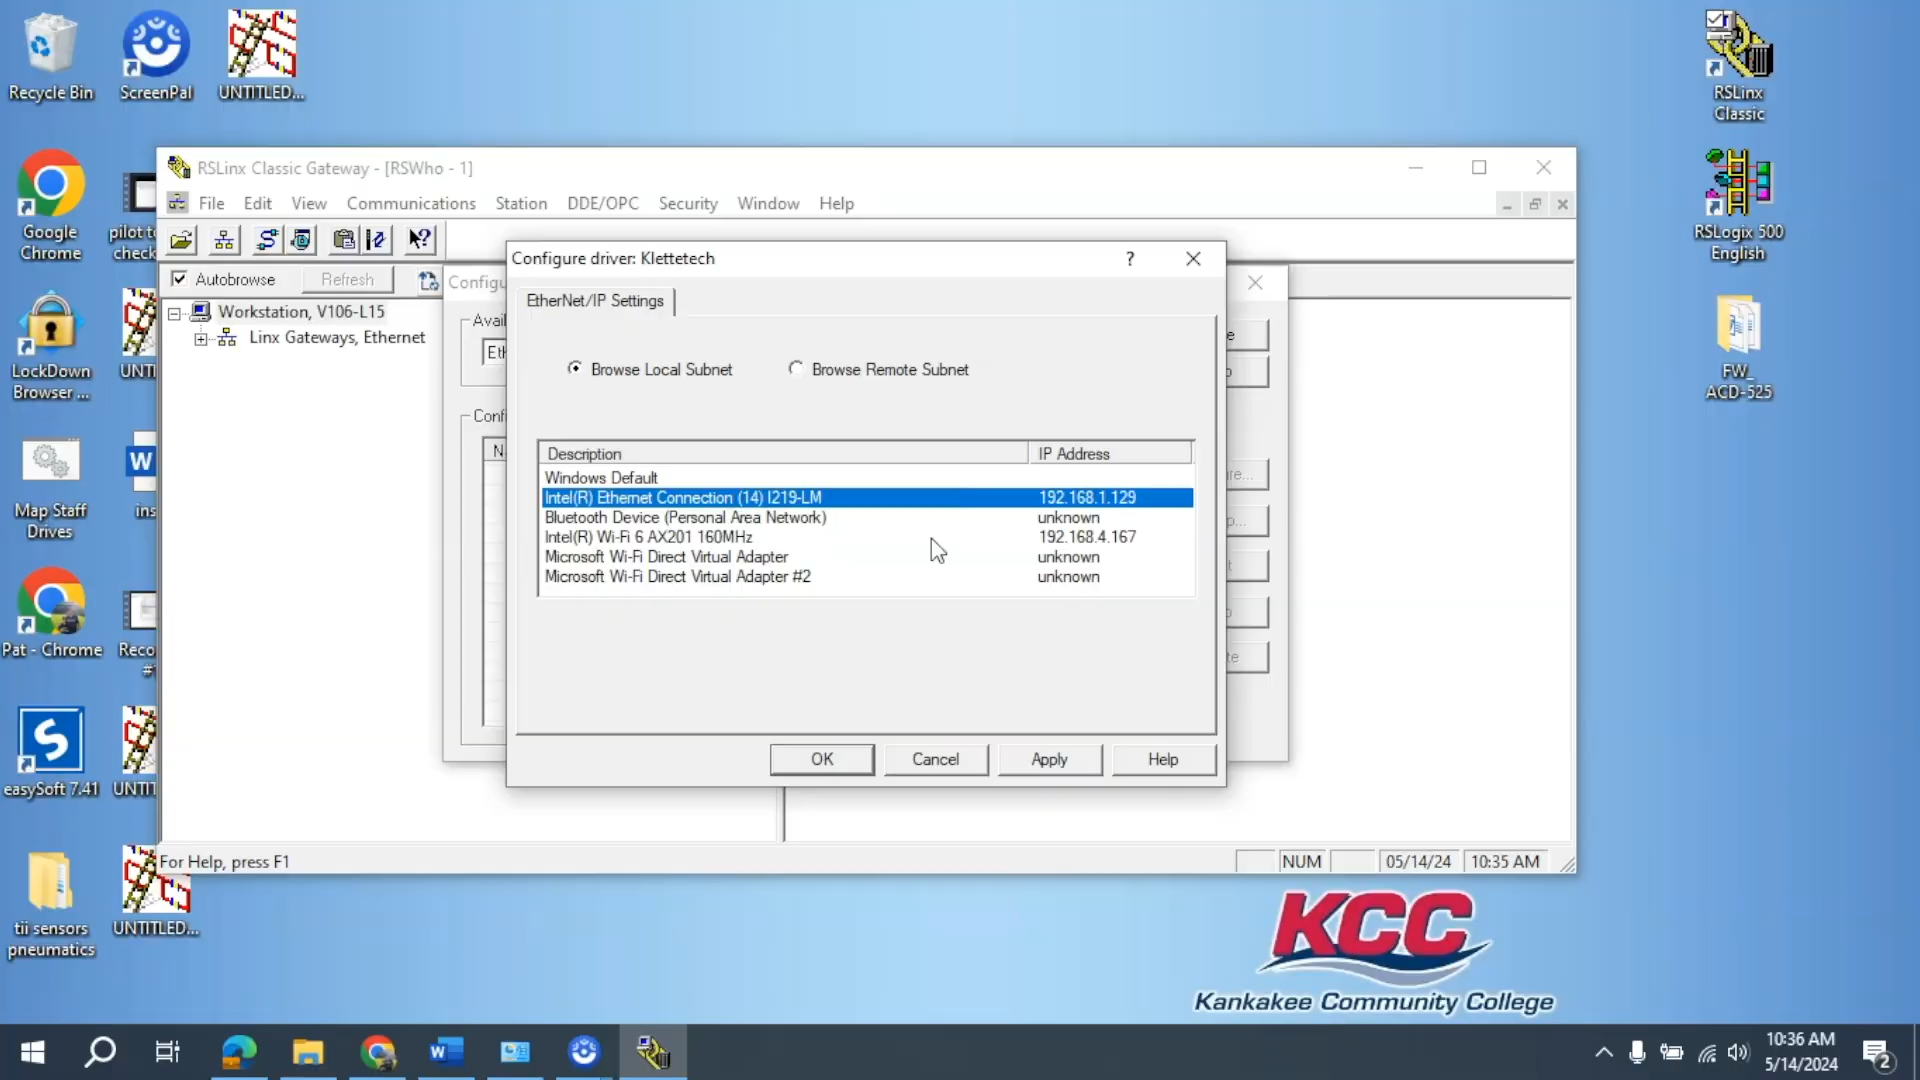 Recycle Bin
ScreenPal
UNTITLED...
RSLinx
Classic
Google
Chrome
RSLogix 500
English
LockDown
Browser ...
FW_
ACD-525
Map Staff
Drives
Pat - Chrome
easySoft 7.41
tii sensors
pneumatics
UNTITLED...
RSLinx Classic Gateway - [RSWho - 1]
File Edit View Communications Station DDE/OPC Security Window Help
Autobrowse
Refresh
Workstation, V106-L15
Linx Gateways, Ethernet
Configure driver: Klettetech
EtherNet/IP Settings
Browse Local Subnet
Browse Remote Subnet
Description IP Address
Windows Default
Intel(R) Ethernet Connection (14) I219-LM 192.168.1.129
Bluetooth Device (Personal Area Network) unknown
Intel(R) Wi-Fi 6 AX201 160MHz 192.168.4.167
Microsoft Wi-Fi Direct Virtual Adapter unknown
Microsoft Wi-Fi Direct Virtual Adapter #2 unknown
OK Cancel Apply Help
For Help, press F1
NUM
05/14/24
10:35 AM
KCC
Kankakee Community College
10:36 AM
5/14/2024
2